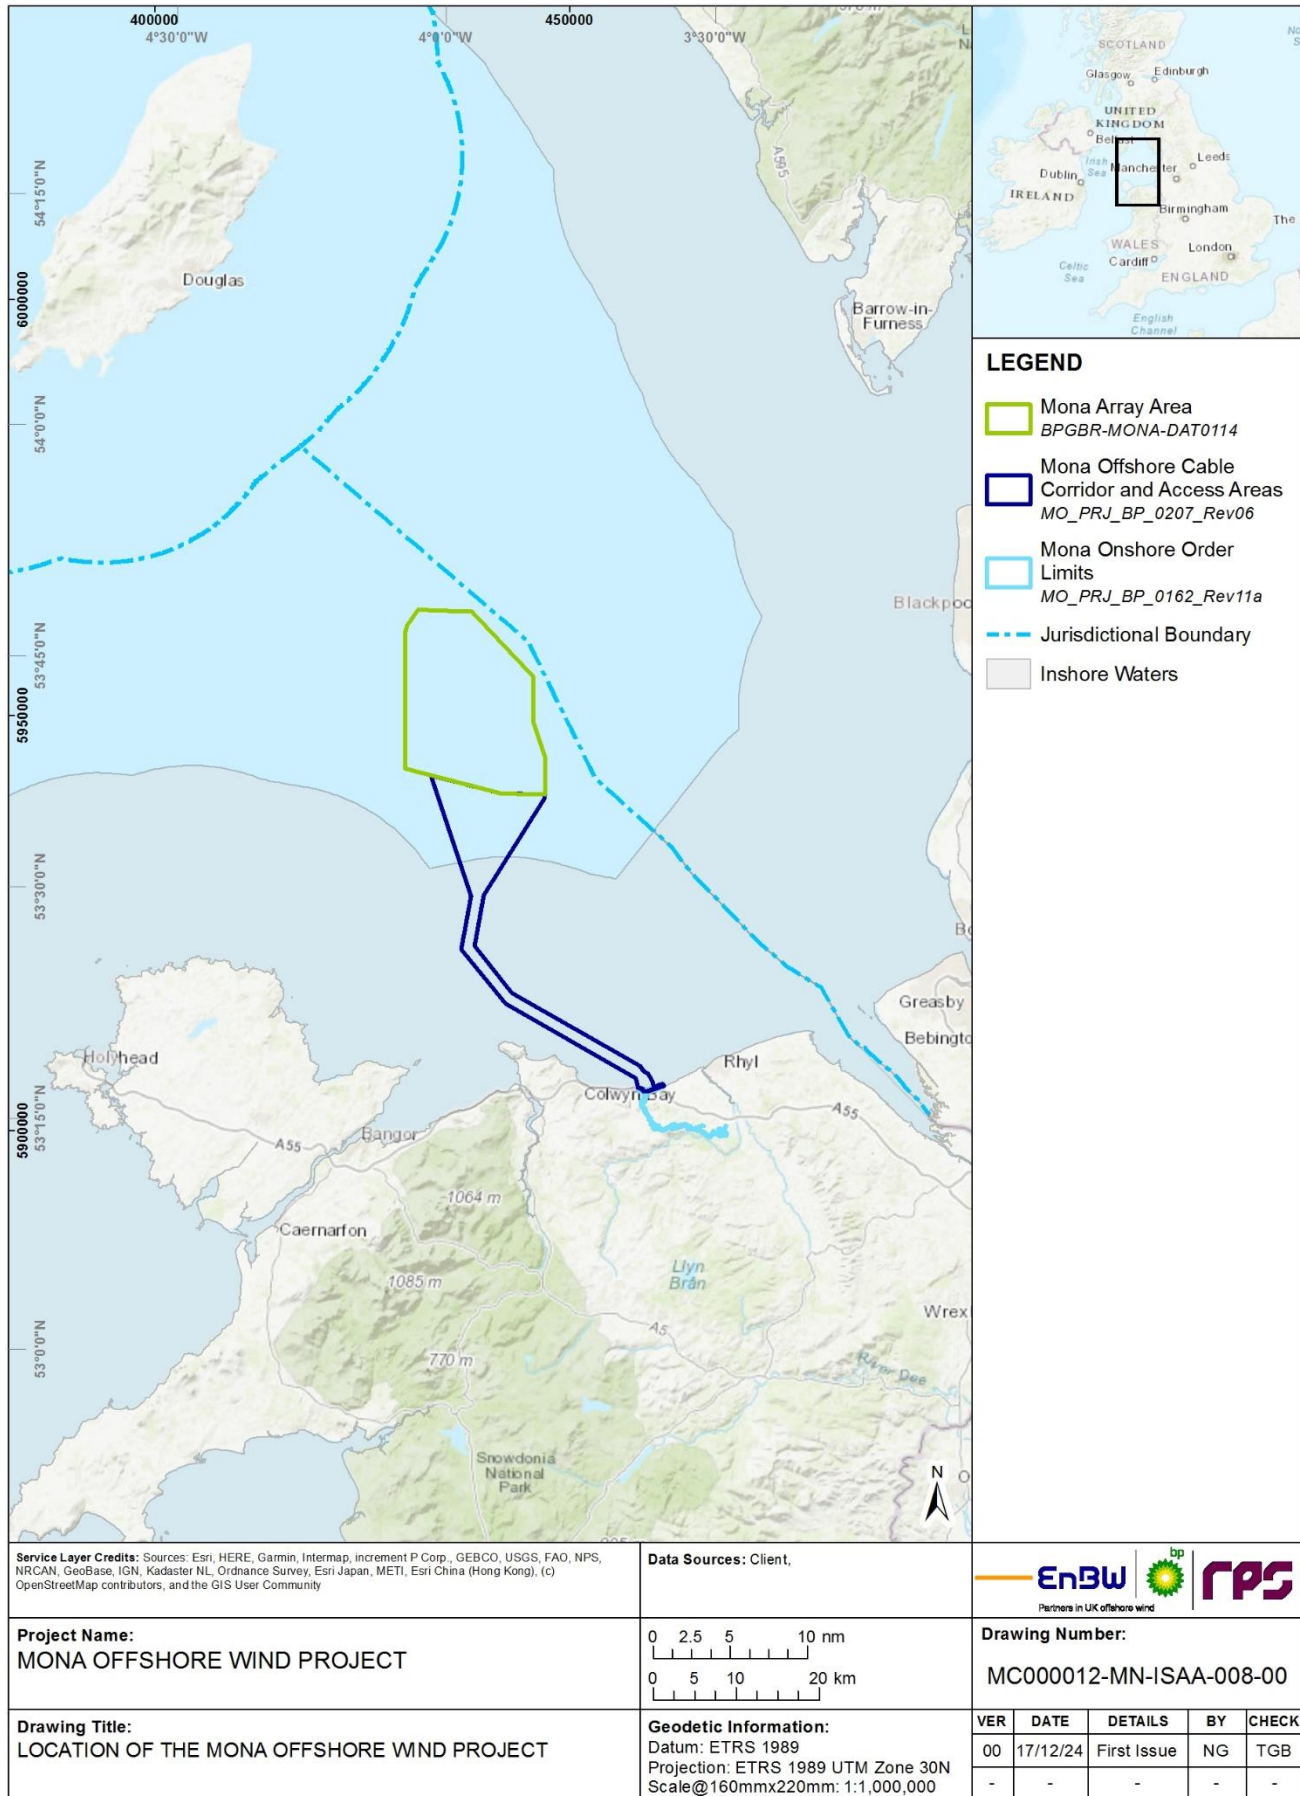 400000
450000
4°30'0"W
4°0'0"W
3°30'0"W
54°15'0"N
6000000
54°0'0"N
53°45'0"N
5950000
53°30'0"N
53°15'0"N
5900000
53°0'0"N
A595
Douglas
Barrow-in-
Furness
Blackpoo
Greasby
Bebingto
Rhyl
Holyhead
Colwyn Bay
A55
Bangor
A55
1064 m
Caernarfon
Llyn
Brân
1085 m
Wrex
A5
770 m
River Dee
Snowdonia
National
Park
N
SCOTLAND
Glasgow
Edinburgh
UNITED
KINGDOM
Belfast
Irish
Sea
Leeds
Manchester
Dublin
IRELAND
Birmingham
The
WALES
London
Cardiff
Celtic
Sea
ENGLAND
English
Channel
LEGEND
Mona Array Area
BPGBR-MONA-DAT0114
Mona Offshore Cable
Corridor and Access Areas
MO_PRJ_BP_0207_Rev06
Mona Onshore Order
Limits
MO_PRJ_BP_0162_Rev11a
Jurisdictional Boundary
Inshore Waters
Service Layer Credits: Sources: Esri, HERE, Garmin, Intermap, increment P Corp., GEBCO, USGS, FAO, NPS,
NRCAN, GeoBase, IGN, Kadaster NL, Ordnance Survey, Esri Japan, METI, Esri China (Hong Kong), (c)
OpenStreetMap contributors, and the GIS User Community
Data Sources: Client,
EnBW
bp
rps
Partners in UK offshore wind
Project Name:
MONA OFFSHORE WIND PROJECT
0 2.5 5 10 nm
0 5 10 20 km
Drawing Number:
MC000012-MN-ISAA-008-00
Drawing Title:
LOCATION OF THE MONA OFFSHORE WIND PROJECT
Geodetic Information:
Datum: ETRS 1989
Projection: ETRS 1989 UTM Zone 30N
Scale@160mmx220mm: 1:1,000,000
VER DATE DETAILS BY CHECK
00 17/12/24 First Issue NG TGB
- - - - -